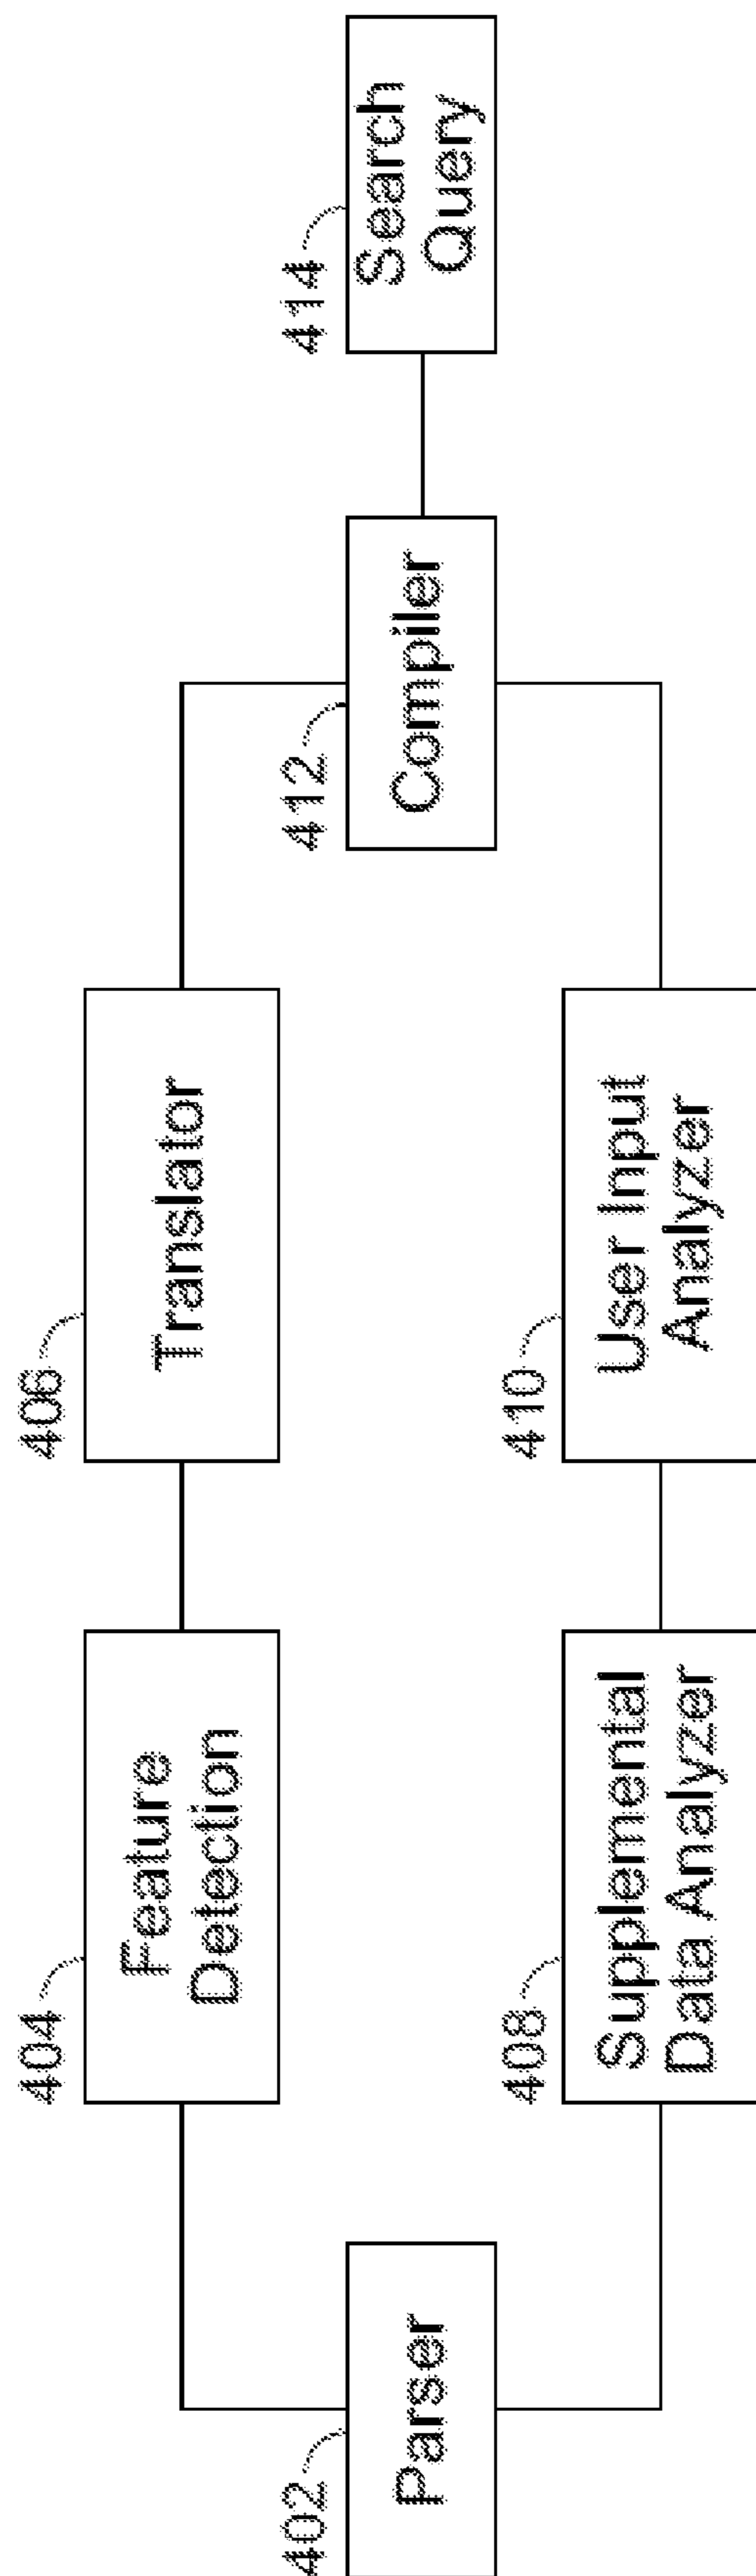 402
Parser
404
Feature
Detection
406
Translator
408
Supplemental
Data Analyzer
410
User Input
Analyzer
412
Compiler
414
Search
Query